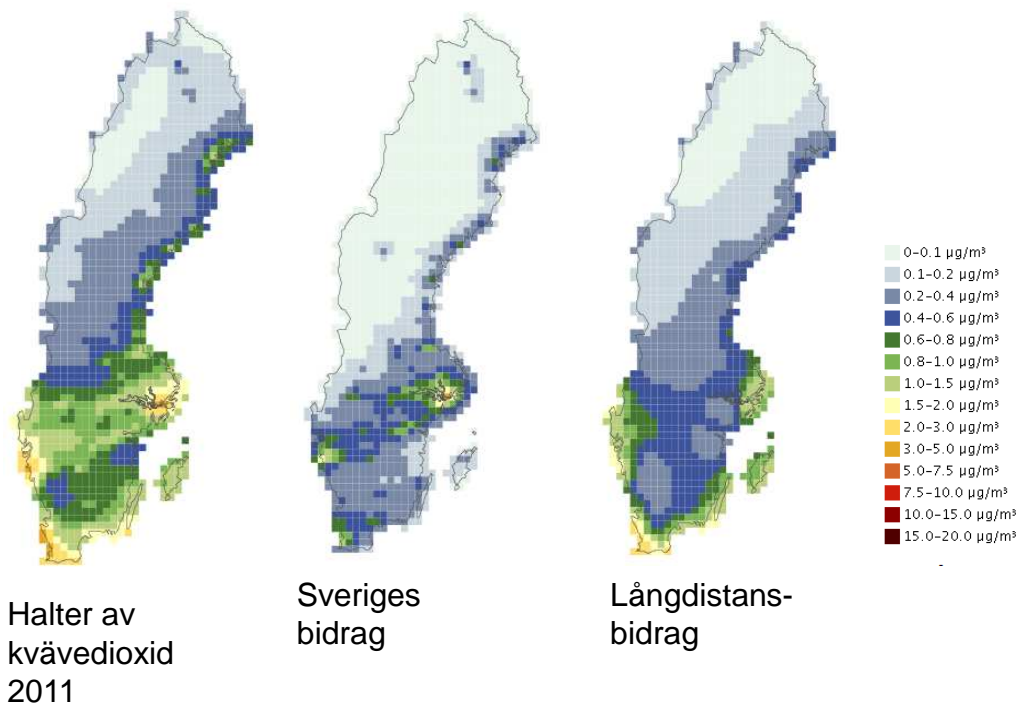 0–0.1 µg/m³
0.1–0.2 µg/m³
0.2–0.4 µg/m³
0.4–0.6 µg/m³
0.6–0.8 µg/m³
0.8–1.0 µg/m³
1.0–1.5 µg/m³
1.5–2.0 µg/m³
2.0–3.0 µg/m³
3.0–5.0 µg/m³
5.0–7.5 µg/m³
7.5–10.0 µg/m³
10.0–15.0 µg/m³
15.0–20.0 µg/m³
Halter av
kvävedioxid
2011
Sveriges
bidrag
Långdistans-
bidrag